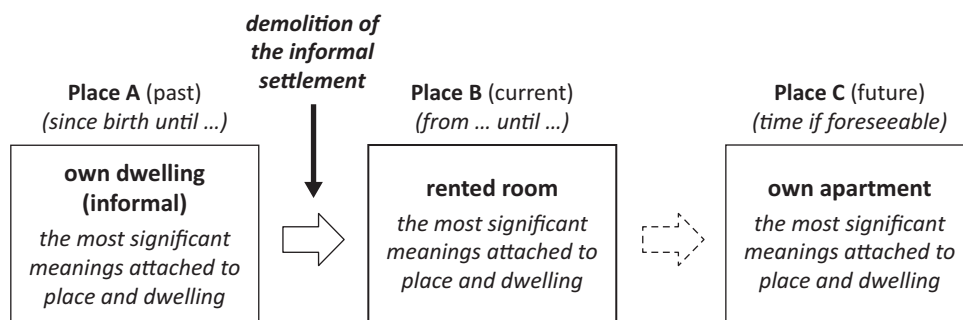 demolition of
the informal
settlement
Place A (past)
(since birth until ...)
Place B (current)
(from ... until ...)
Place C (future)
(time if foreseeable)
own dwelling
(informal)
the most significant
meanings attached to
place and dwelling
rented room
the most significant
meanings attached to
place and dwelling
own apartment
the most significant
meanings attached to
place and dwelling